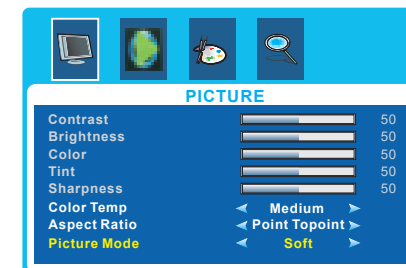 PICTURE
Contrast 50
Brightness 50
Color 50
Tint 50
Sharpness 50
Color Temp Medium
Aspect Ratio Point Topoint
Picture Mode Soft